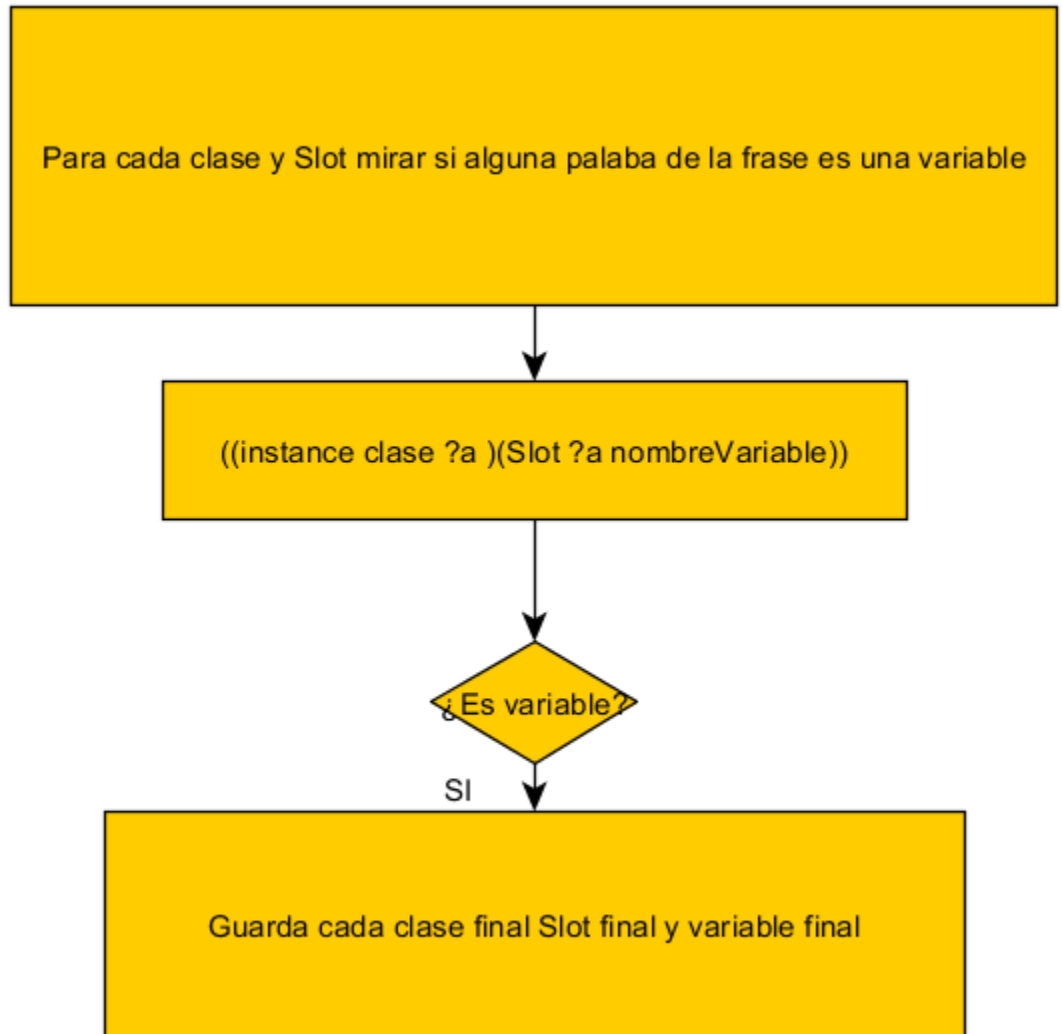 Para cada clase y Slot mirar si alguna palaba de la frase es una variable
((instance clase ?a )(Slot ?a nombreVariable))
¿Es variable?
SI
Guarda cada clase final Slot final y variable final